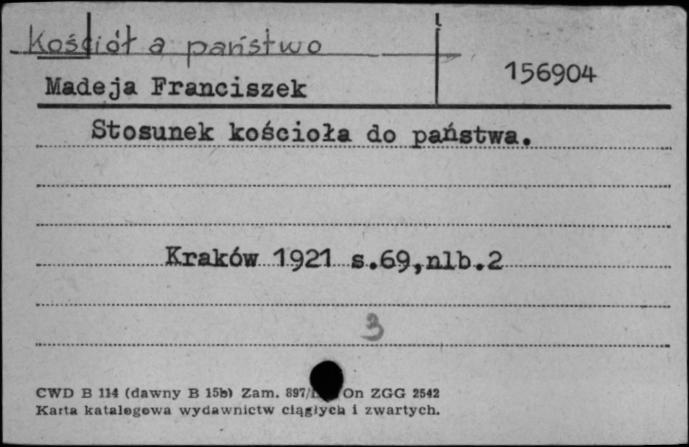 Kościół a państwo
156904
Madeja Franciszek
Stosunek kościoła do państwa.
Kraków 1921 s.69,nlb.2
3
CWD B 114 (dawny B 15b) Zam. 897/ On ZGG 2542
Karta katalogowa wydawnictw ciągłych i zwartych.